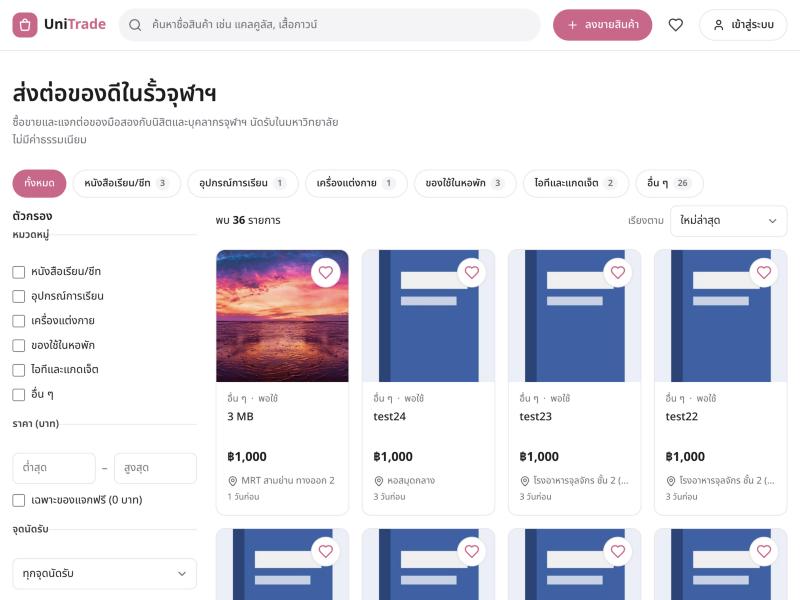 UniTrade
ค้นหาชื่อสินค้า เช่น แคลคูลัส, เสื้อกาวน์
ลงขายสินค้า
เข้าสู่ระบบ
ส่งต่อของดีในรั้วจุฬาฯ
ซื้อขายและแจกต่อของมือสองกับนิสิตและบุคลากรจุฬาฯ นัดรับในมหาวิทยาลัย
ไม่มีค่าธรรมเนียม
ทั้งหมด หนังสือเรียน/ชีท 3 อุปกรณ์การเรียน 1 เครื่องแต่งกาย 1 ของใช้ในหอพัก 3 ไอทีและแกดเจ็ต 2 อื่น ๆ 26
ตัวกรอง
หมวดหมู่
หนังสือเรียน/ชีท
อุปกรณ์การเรียน
เครื่องแต่งกาย
ของใช้ในหอพัก
ไอทีและแกดเจ็ต
อื่น ๆ
ราคา (บาท)
ต่ำสุด – สูงสุด
เฉพาะของแจกฟรี (0 บาท)
จุดนัดรับ
ทุกจุดนัดรับ
พบ 36 รายการ
เรียงตาม ใหม่ล่าสุด
อื่น ๆ · พอใช้
3 MB
฿1,000
MRT สามย่าน ทางออก 2
1 วันก่อน
อื่น ๆ · พอใช้
test24
฿1,000
หอสมุดกลาง
3 วันก่อน
อื่น ๆ · พอใช้
test23
฿1,000
โรงอาหารจุลจักร ชั้น 2 (...
3 วันก่อน
อื่น ๆ · พอใช้
test22
฿1,000
โรงอาหารจุลจักร ชั้น 2 (...
3 วันก่อน